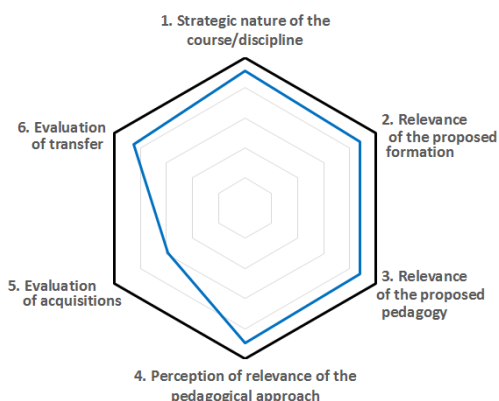 1. Strategic nature of the
course/discipline
2. Relevance
of the proposed
formation
3. Relevance
of the proposed
pedagogy
4. Perception of relevance of the
pedagogical approach
5. Evaluation
of acquisitions
6. Evaluation
of transfer